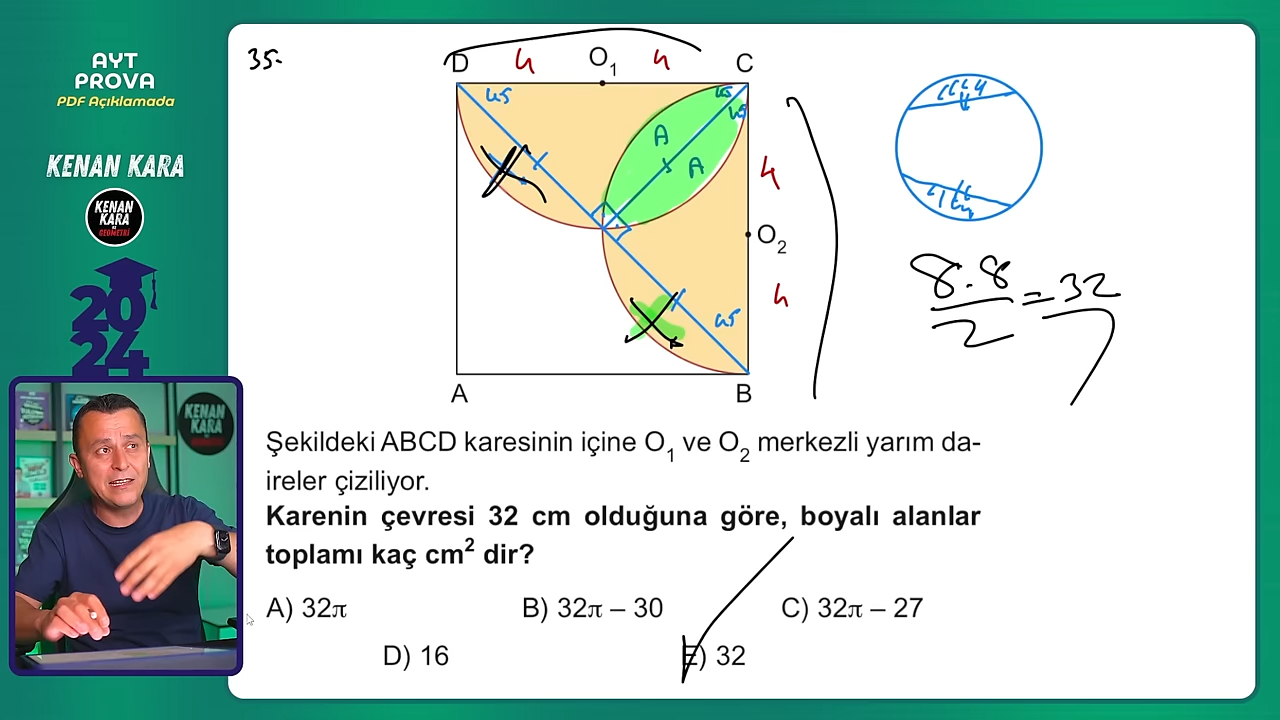 AYT
PROVA
PDF Açıklamada
KENAN KARA
KENAN
KARA
GEOMETRİ
2024
KENAN
KARA
GEOMETRİ
35.
D 4 O1 4 C
45 45 45
A
A
4
O2
4
45
A B
8.8
/2 = 32
Şekildeki ABCD karesinin içine O1 ve O2 merkezli yarım da-
ireler çiziliyor.
Karenin çevresi 32 cm olduğuna göre, boyalı alanlar
toplamı kaç cm² dir?
A) 32π B) 32π – 30 C) 32π – 27
D) 16 E) 32